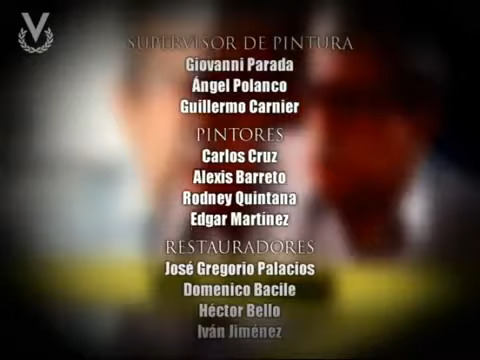 SUPERVISOR DE PINTURA
Giovanni Parada
Ángel Polanco
Guillermo Carnier
PINTORES
Carlos Cruz
Alexis Barreto
Rodney Quintana
Edgar Martínez
RESTAURADORES
José Gregorio Palacios
Domenico Bacile
Héctor Bello
Iván Jiménez